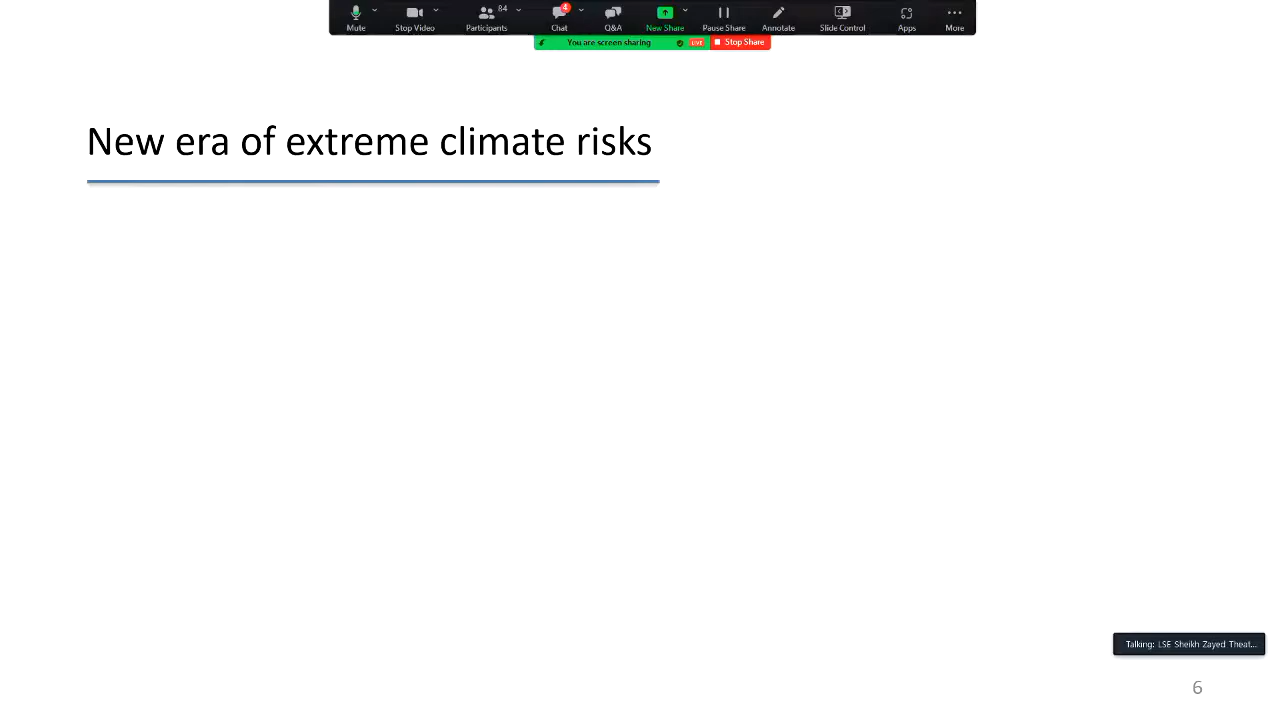 84
4
Mute
Stop Video
Participants
Chat
Q&A
New Share
Pause Share
Annotate
Slide Control
Apps
More
You are screen sharing
LIVE
Stop Share
New era of extreme climate risks
Talking: LSE Sheikh Zayed Theat...
6